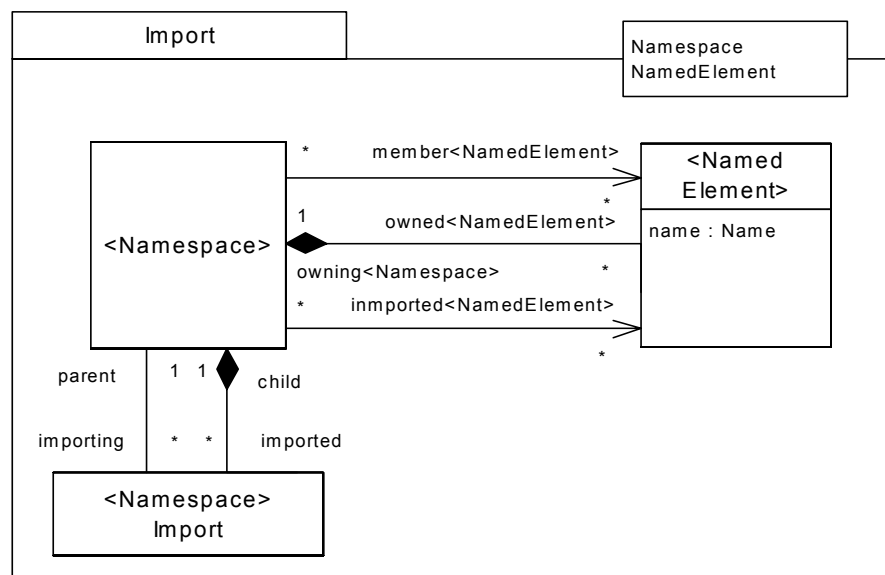 Import
Namespace
NamedElement
* member<NamedElement>
<Named
Element>
*
1 owned<NamedElement>
name : Name
<Namespace>
owning<Namespace> *
* inmported<NamedElement>
*
parent 1 1 child
importing * * imported
<Namespace>
Import